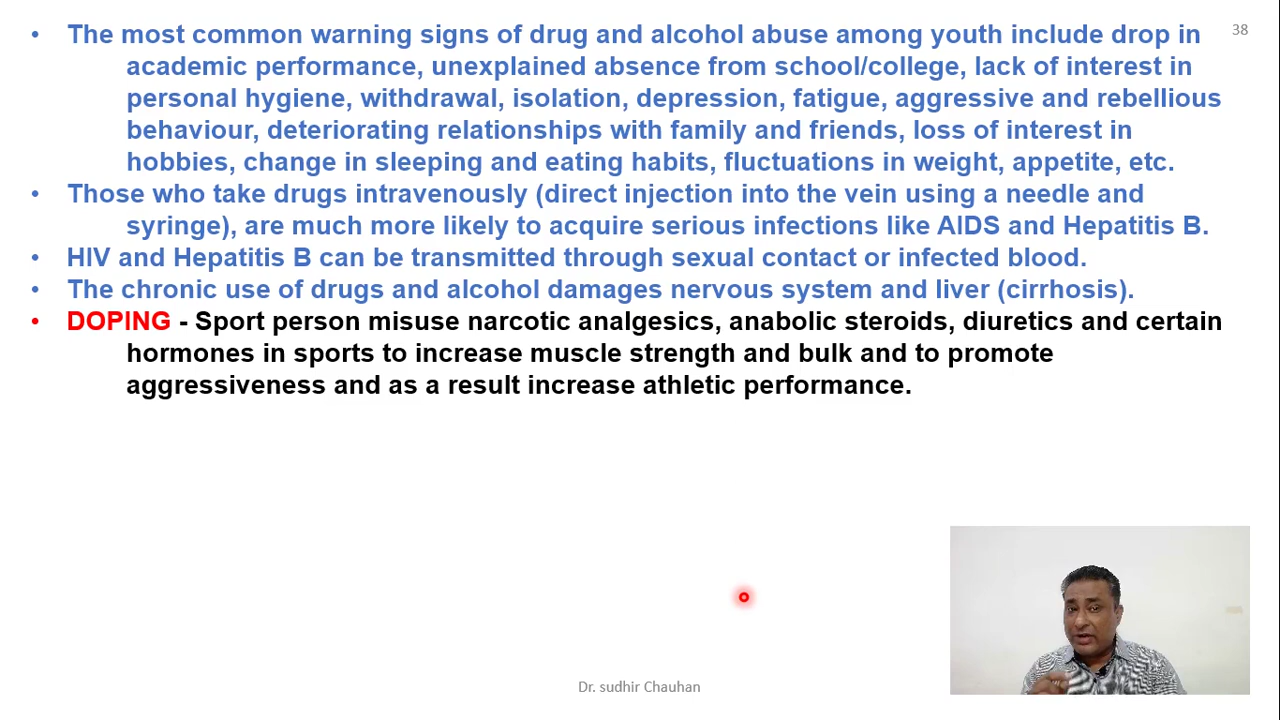 38
• The most common warning signs of drug and alcohol abuse among youth include drop in
academic performance, unexplained absence from school/college, lack of interest in
personal hygiene, withdrawal, isolation, depression, fatigue, aggressive and rebellious
behaviour, deteriorating relationships with family and friends, loss of interest in
hobbies, change in sleeping and eating habits, fluctuations in weight, appetite, etc.
• Those who take drugs intravenously (direct injection into the vein using a needle and
syringe), are much more likely to acquire serious infections like AIDS and Hepatitis B.
• HIV and Hepatitis B can be transmitted through sexual contact or infected blood.
• The chronic use of drugs and alcohol damages nervous system and liver (cirrhosis).
• DOPING - Sport person misuse narcotic analgesics, anabolic steroids, diuretics and certain
hormones in sports to increase muscle strength and bulk and to promote
aggressiveness and as a result increase athletic performance.
Dr. sudhir Chauhan